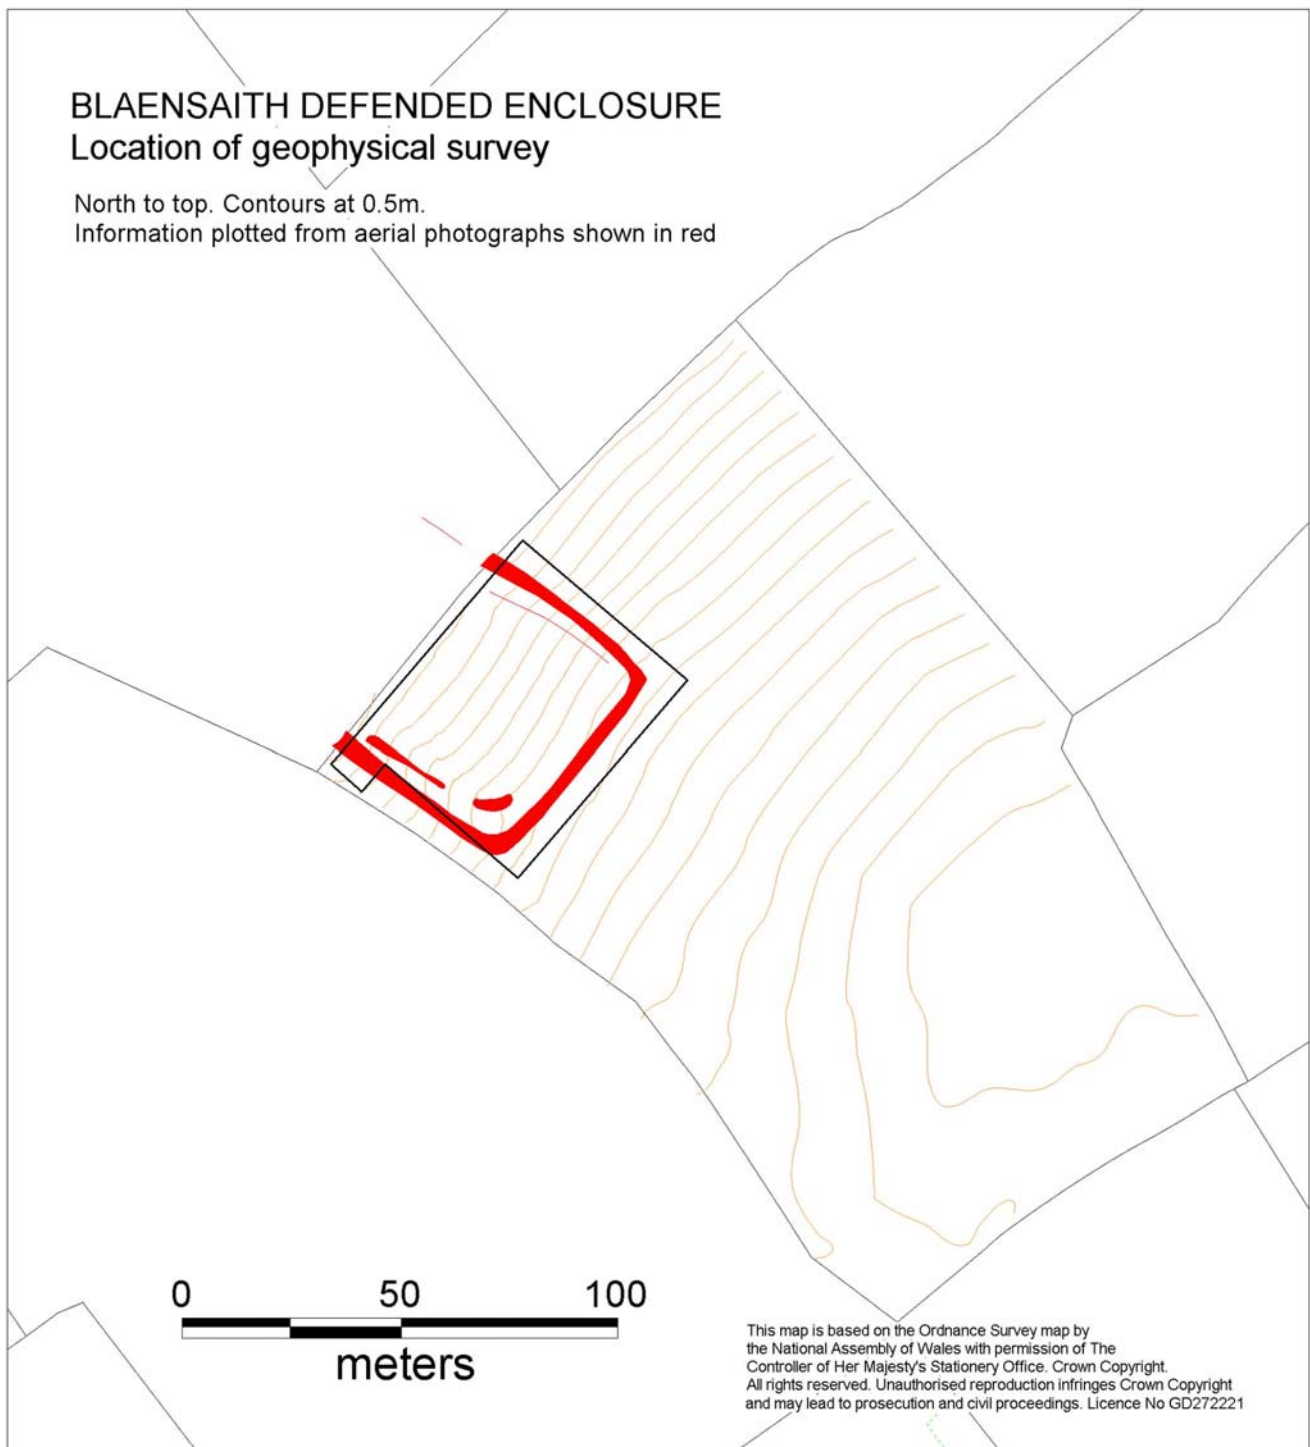 BLAENSAITH DEFENDED ENCLOSURE
Location of geophysical survey
North to top. Contours at 0.5m.
Information plotted from aerial photographs shown in red
0 50 100
meters
This map is based on the Ordnance Survey map by
the National Assembly of Wales with permission of The
Controller of Her Majesty's Stationery Office. Crown Copyright.
All rights reserved. Unauthorised reproduction infringes Crown Copyright
and may lead to prosecution and civil proceedings. Licence No GD272221